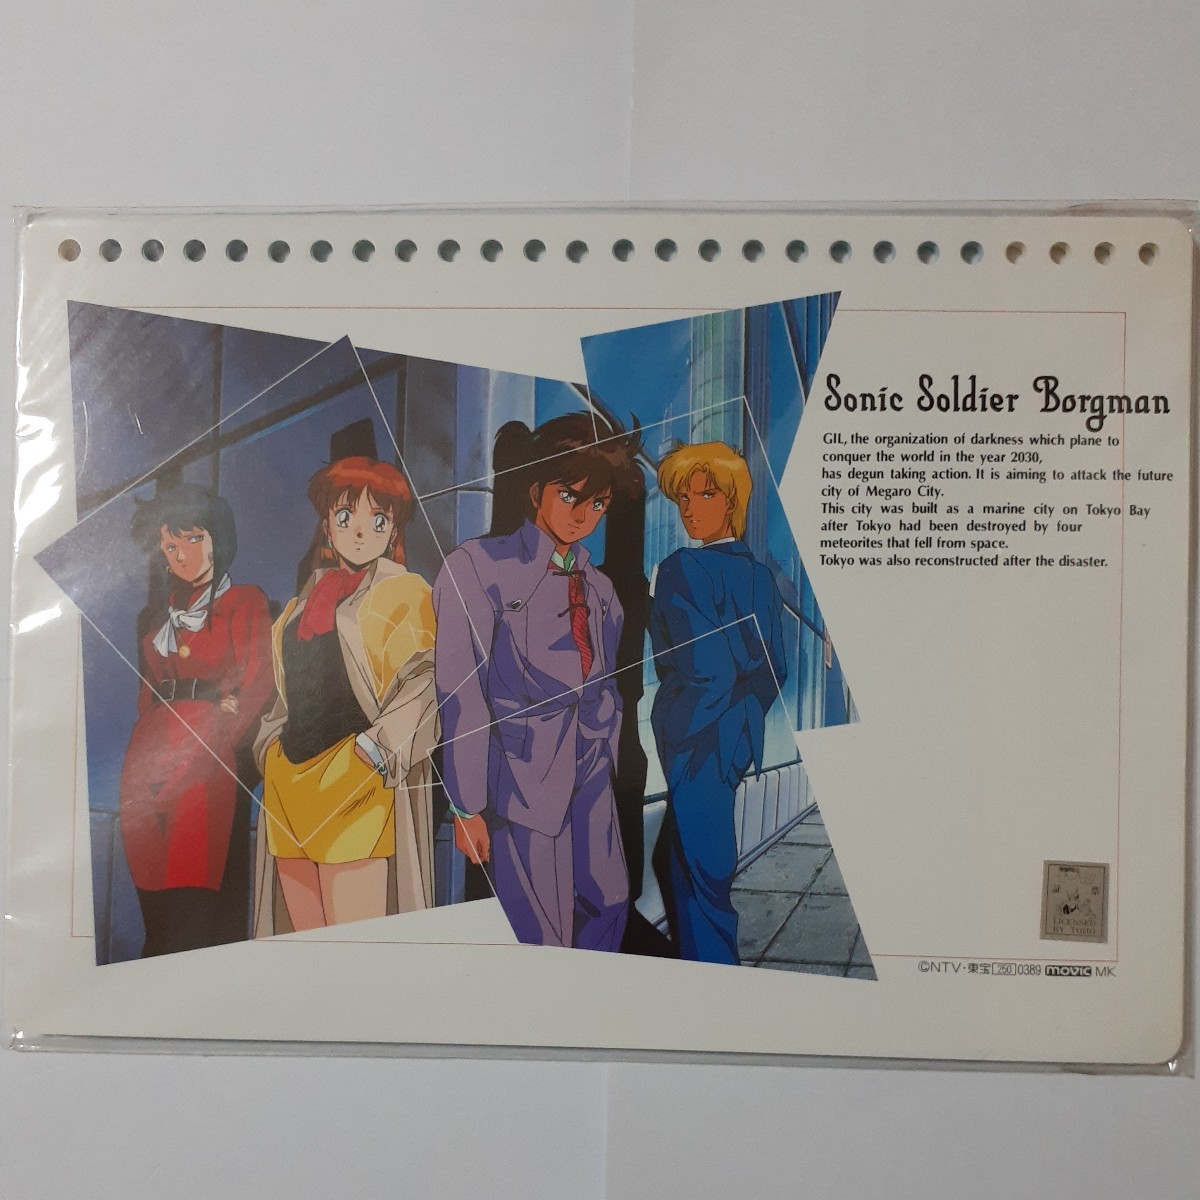 Sonic Soldier Borgman
GIL, the organization of darkness which plane to
conquer the world in the year 2030,
has degun taking action. It is aiming to attack the future
city of Megaro City.
This city was built as a marine city on Tokyo Bay
after Tokyo had been destroyed by four
meteorites that fell from space.
Tokyo was also reconstructed after the disaster.
LICENSED
BY TOHO
©NTV・東宝[250]0389 movic MK